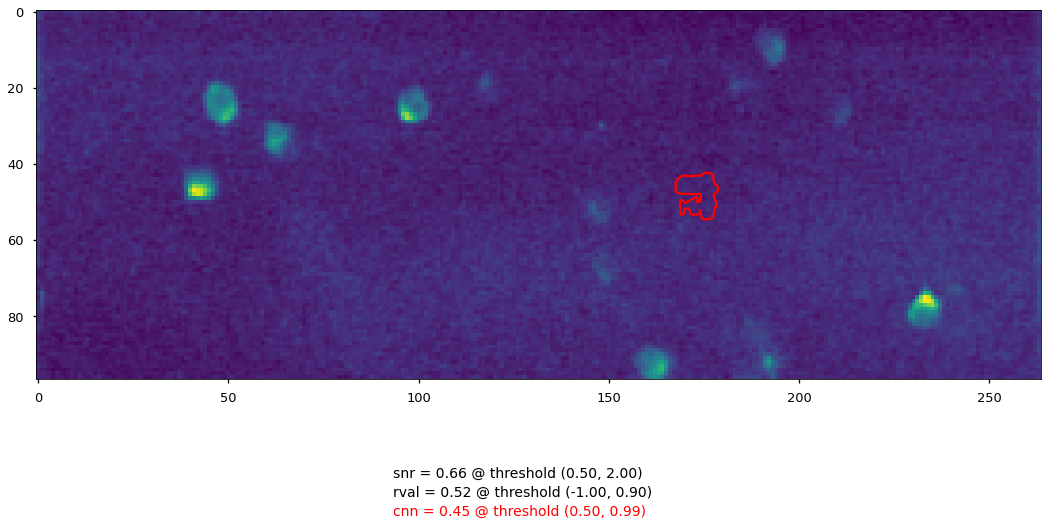 0
20
40
60
80
0 50 100 150 200 250
snr = 0.66 @ threshold (0.50, 2.00)
rval = 0.52 @ threshold (-1.00, 0.90)
cnn = 0.45 @ threshold (0.50, 0.99)